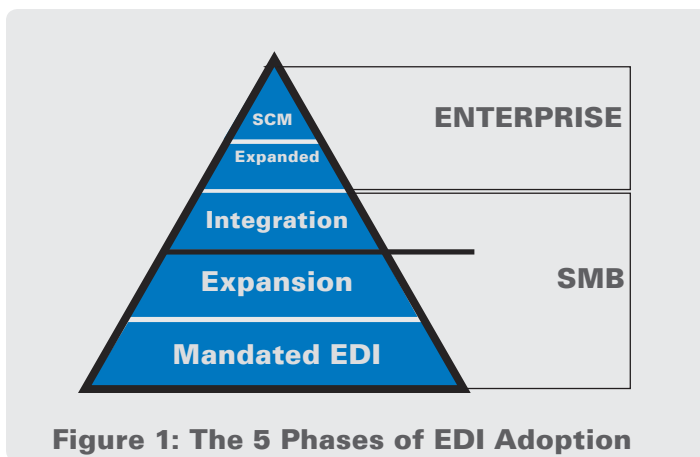 SCM
ENTERPRISE
Expanded
Integration
Expansion
SMB
Mandated EDI
Figure 1: The 5 Phases of EDI Adoption